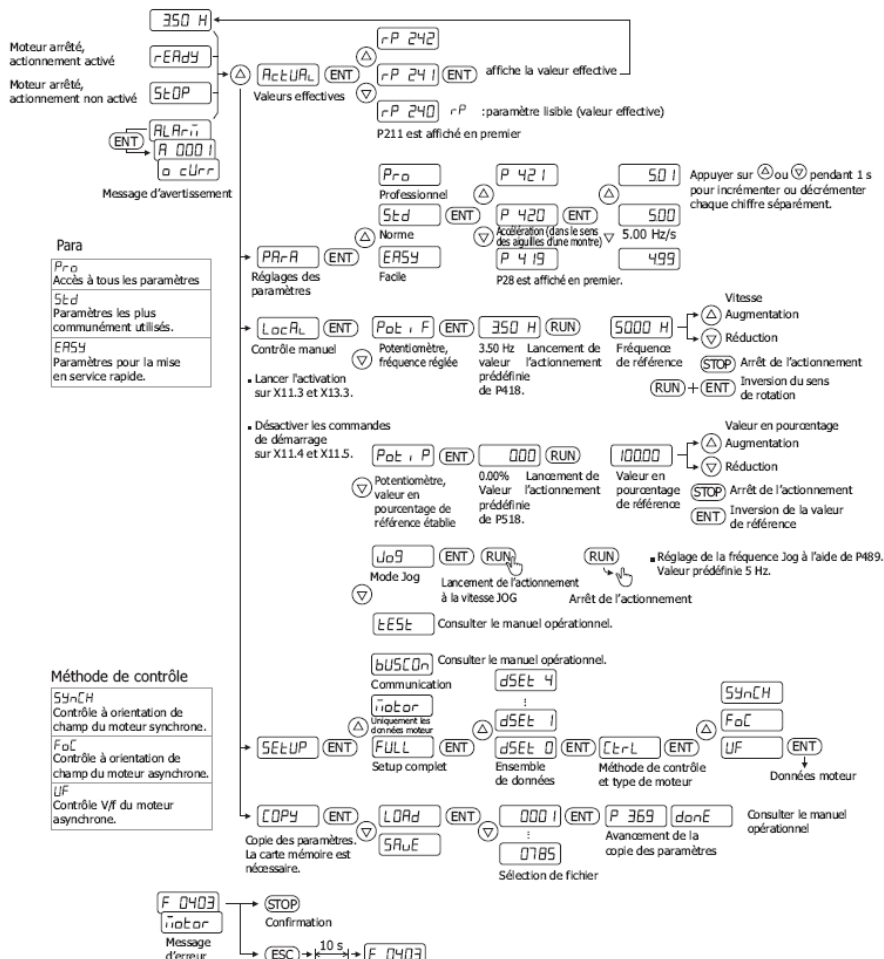 3.50 H
Moteur arrêté,
actionnement activé
rEAdY
Moteur arrêté,
actionnement non activé
StOP
ENT
ALArm
A 0001
o cUrr
Message d'avertissement
ActUAL
ENT
Valeurs effectives
rP 242
rP 241
ENT
affiche la valeur effective
rP 240
rP
:paramètre lisible (valeur effective)
P211 est affiché en premier
Para
Pro
Accès à tous les paramètres
Std
Paramètres les plus
communément utilisés.
EASY
Paramètres pour la mise
en service rapide.
PArA
ENT
Réglages des
paramètres
Pro
Professionnel
Std
ENT
Norme
EASY
Facile
P 421
P 420
ENT
Accélération (dans le sens
des aiguilles d'une montre)
P 419
P28 est affiché en premier.
5.01
5.00
5.00 Hz/s
4.99
Appuyer sur ou pendant 1 s
pour incrémenter ou décrémenter
chaque chiffre séparément.
LocAL
ENT
Contrôle manuel
▪ Lancer l'activation
sur X11.3 et X13.3.
▪ Désactiver les commandes
de démarrage
sur X11.4 et X11.5.
Pot i F
ENT
Potentiomètre,
fréquence réglée
3.50 H
RUN
3.50 Hz
valeur
prédéfinie
de P418.
Lancement de
l'actionnement
50.00 H
Fréquence
de référence
Vitesse
Augmentation
Réduction
STOP
Arrêt de l'actionnement
RUN + ENT
Inversion du sens
de rotation
Pot i P
ENT
Potentiomètre,
valeur en
pourcentage de
référence établie
0.00
RUN
0.00%
Valeur
prédéfinie
de P518.
Lancement de
l'actionnement
100.00
Valeur en
pourcentage
de référence
Valeur en pourcentage
Augmentation
Réduction
STOP
Arrêt de l'actionnement
ENT
Inversion de la valeur
de référence
Jog
ENT
RUN
Mode Jog
Lancement de l'actionnement
à la vitesse JOG
RUN
Arrêt de l'actionnement
▪ Réglage de la fréquence Jog à l'aide de P489.
Valeur prédéfinie 5 Hz.
tESt
Consulter le manuel opérationnel.
Méthode de contrôle
SYnCH
Contrôle à orientation de
champ du moteur synchrone.
FoC
Contrôle à orientation de
champ du moteur asynchrone.
UF
Contrôle V/f du moteur
asynchrone.
SEtUP
ENT
bUSCOn
Consulter le manuel opérationnel.
Communication
motor
Uniquement les
données moteur
FULL
ENT
Setup complet
dSEt 4
dSEt 1
dSEt 0
ENT
Ensemble
de données
CtrL
ENT
Méthode de contrôle
et type de moteur
SYnCH
FoC
UF
ENT
Données moteur
COPY
ENT
Copie des paramètres.
La carte mémoire est
nécessaire.
LOAd
ENT
SAvE
0001
ENT
0785
Sélection de fichier
P 369
donE
Avancement de la
copie des paramètres
Consulter le manuel
opérationnel
F 0403
motor
Message
d'erreur
STOP
Confirmation
ESC
10 s
F 0403